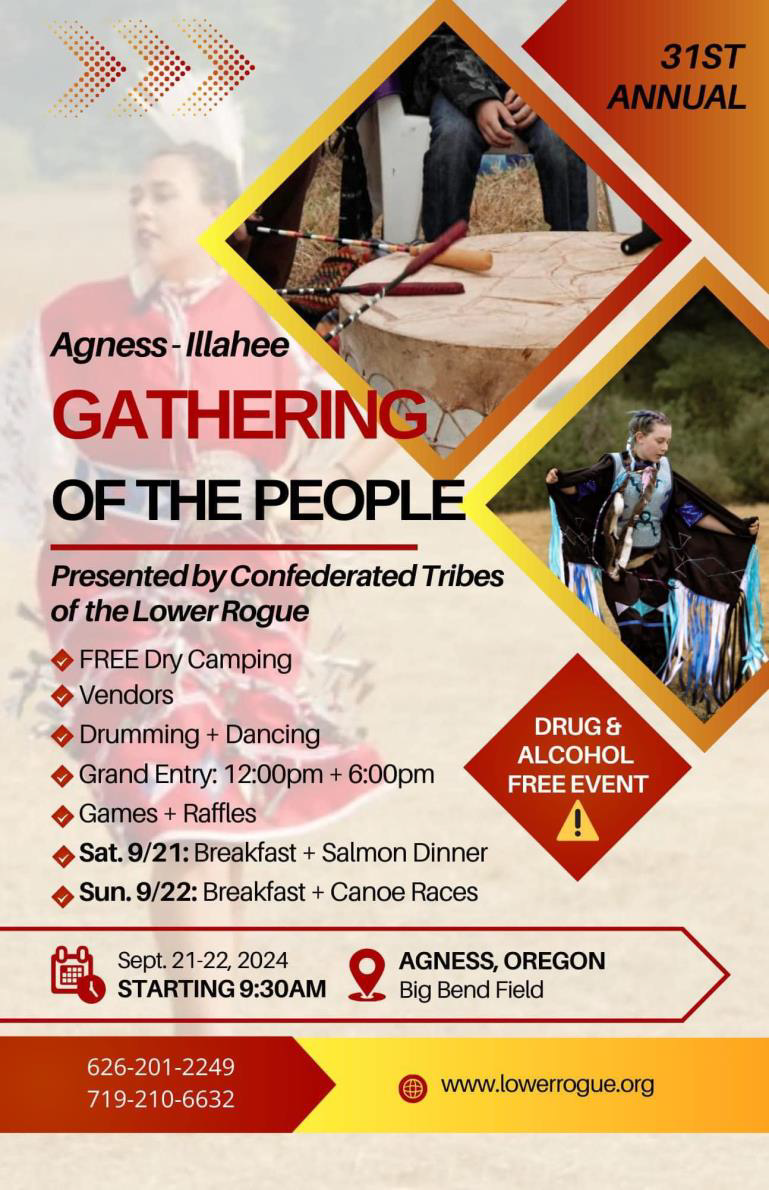 31ST
ANNUAL
Agness - Illahee
GATHERING
OF THE PEOPLE
Presented by Confederated Tribes
of the Lower Rogue
FREE Dry Camping
Vendors
Drumming + Dancing
Grand Entry: 12:00pm + 6:00pm
Games + Raffles
Sat. 9/21: Breakfast + Salmon Dinner
Sun. 9/22: Breakfast + Canoe Races
DRUG &
ALCOHOL
FREE EVENT
Sept. 21-22, 2024
STARTING 9:30AM
AGNESS, OREGON
Big Bend Field
626-201-2249
719-210-6632
www.lowerrogue.org